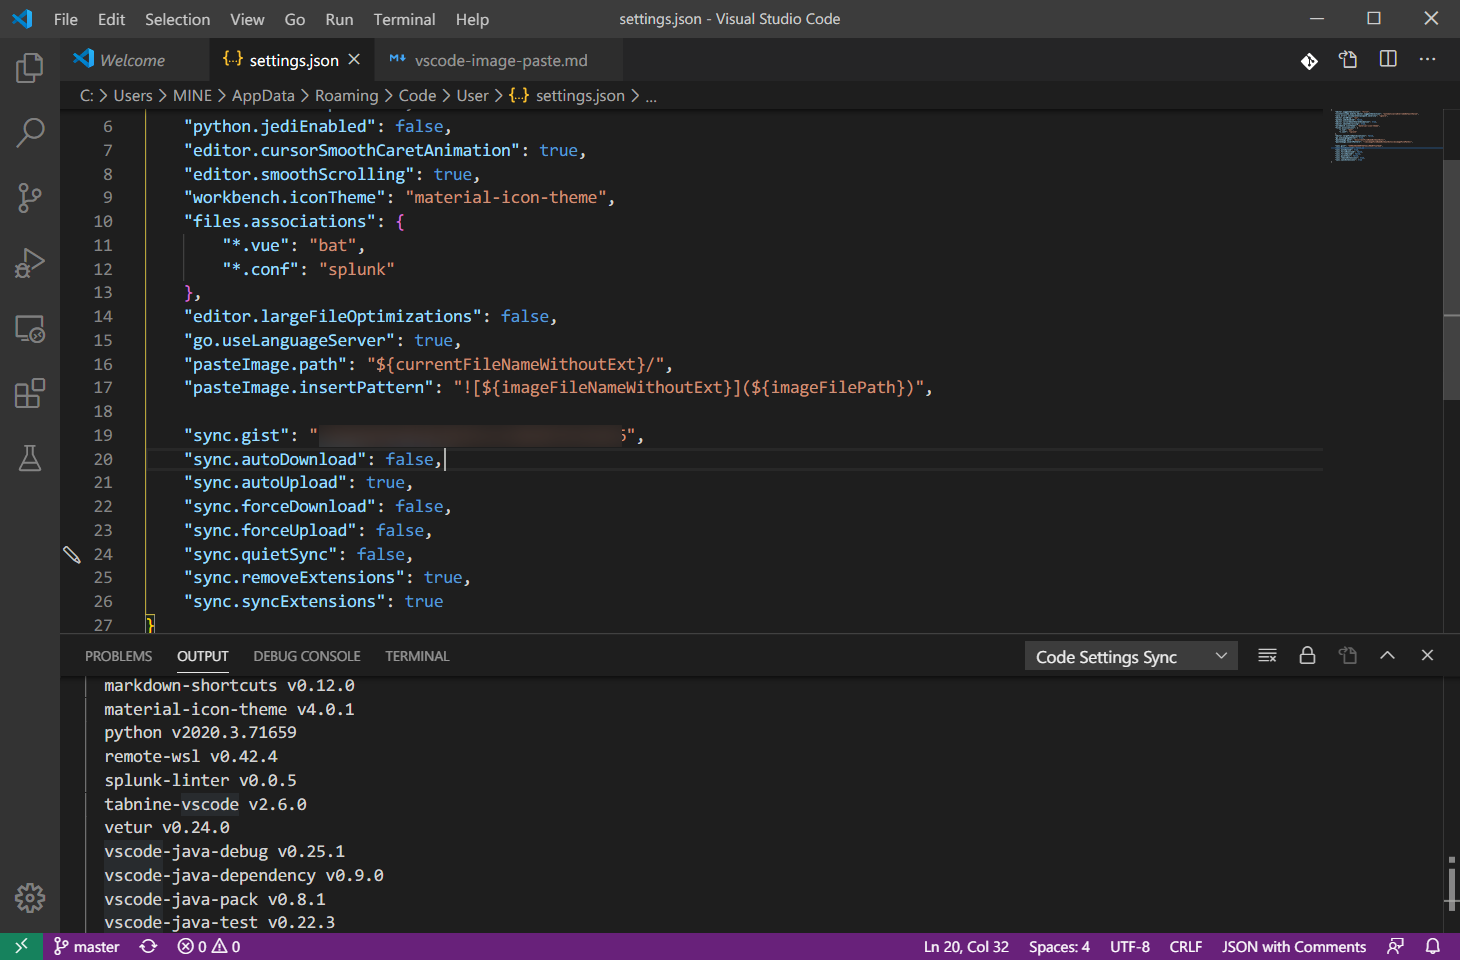 File Edit Selection View Go Run Terminal Help settings.json - Visual Studio Code
Welcome {..} settings.json vscode-image-paste.md
C: > Users > MINE > AppData > Roaming > Code > User > {..} settings.json > ...
6 "python.jediEnabled": false,
7 "editor.cursorSmoothCaretAnimation": true,
8 "editor.smoothScrolling": true,
9 "workbench.iconTheme": "material-icon-theme",
10 "files.associations": {
11 "*.vue": "bat",
12 "*.conf": "splunk"
13 },
14 "editor.largeFileOptimizations": false,
15 "go.useLanguageServer": true,
16 "pasteImage.path": "${currentFileNameWithoutExt}/",
17 "pasteImage.insertPattern": "![${imageFileNameWithoutExt}](${imageFilePath})",
18
19 "sync.gist": " ",
20 "sync.autoDownload": false,
21 "sync.autoUpload": true,
22 "sync.forceDownload": false,
23 "sync.forceUpload": false,
24 "sync.quietSync": false,
25 "sync.removeExtensions": true,
26 "sync.syncExtensions": true
27 }
PROBLEMS OUTPUT DEBUG CONSOLE TERMINAL Code Settings Sync
markdown-shortcuts v0.12.0
material-icon-theme v4.0.1
python v2020.3.71659
remote-wsl v0.42.4
splunk-linter v0.0.5
tabnine-vscode v2.6.0
vetur v0.24.0
vscode-java-debug v0.25.1
vscode-java-dependency v0.9.0
vscode-java-pack v0.8.1
vscode-java-test v0.22.3
master 0 0 Ln 20, Col 32 Spaces: 4 UTF-8 CRLF JSON with Comments